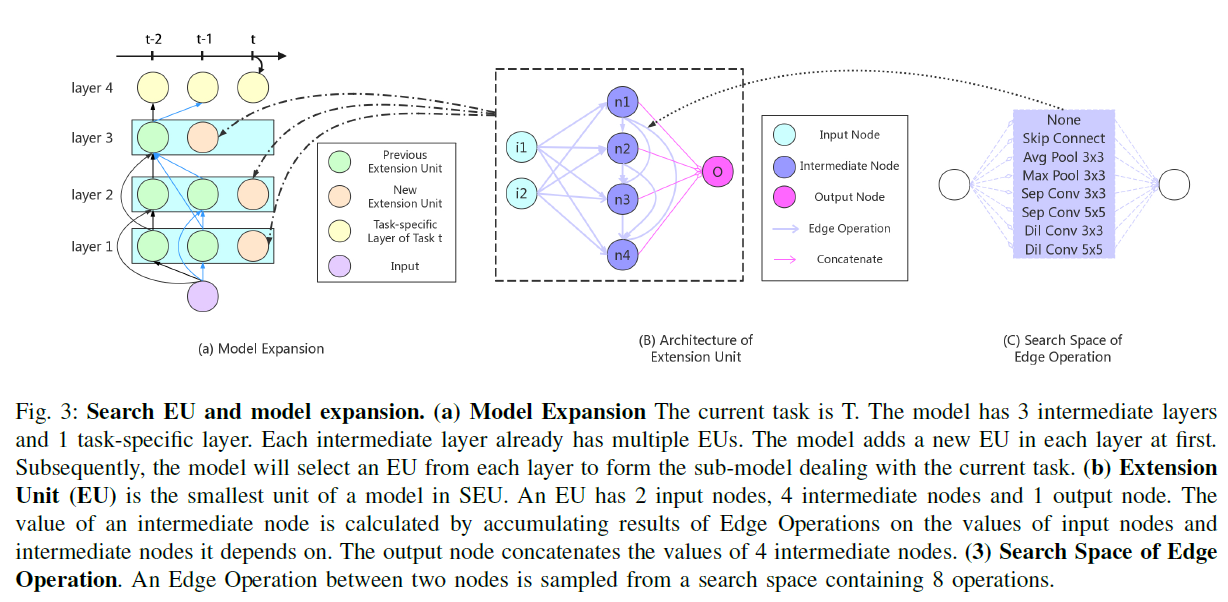 t-2
t-1
t
layer 4
layer 3
layer 2
layer 1
Previous
Extension Unit
New
Extension Unit
Task-specific
Layer of Task t
Input
(a) Model Expansion
i1
i2
n1
n2
n3
n4
O
Input Node
Intermediate Node
Output Node
Edge Operation
Concatenate
(B) Architecture of
Extension Unit
None
Skip Connect
Avg Pool 3x3
Max Pool 3x3
Sep Conv 3x3
Sep Conv 5x5
Dil Conv 3x3
Dil Conv 5x5
(C) Search Space of
Edge Operation
Fig. 3: Search EU and model expansion. (a) Model Expansion The current task is T. The model has 3 intermediate layers
and 1 task-specific layer. Each intermediate layer already has multiple EUs. The model adds a new EU in each layer at first.
Subsequently, the model will select an EU from each layer to form the sub-model dealing with the current task. (b) Extension
Unit (EU) is the smallest unit of a model in SEU. An EU has 2 input nodes, 4 intermediate nodes and 1 output node. The
value of an intermediate node is calculated by accumulating results of Edge Operations on the values of input nodes and
intermediate nodes it depends on. The output node concatenates the values of 4 intermediate nodes. (3) Search Space of Edge
Operation. An Edge Operation between two nodes is sampled from a search space containing 8 operations.